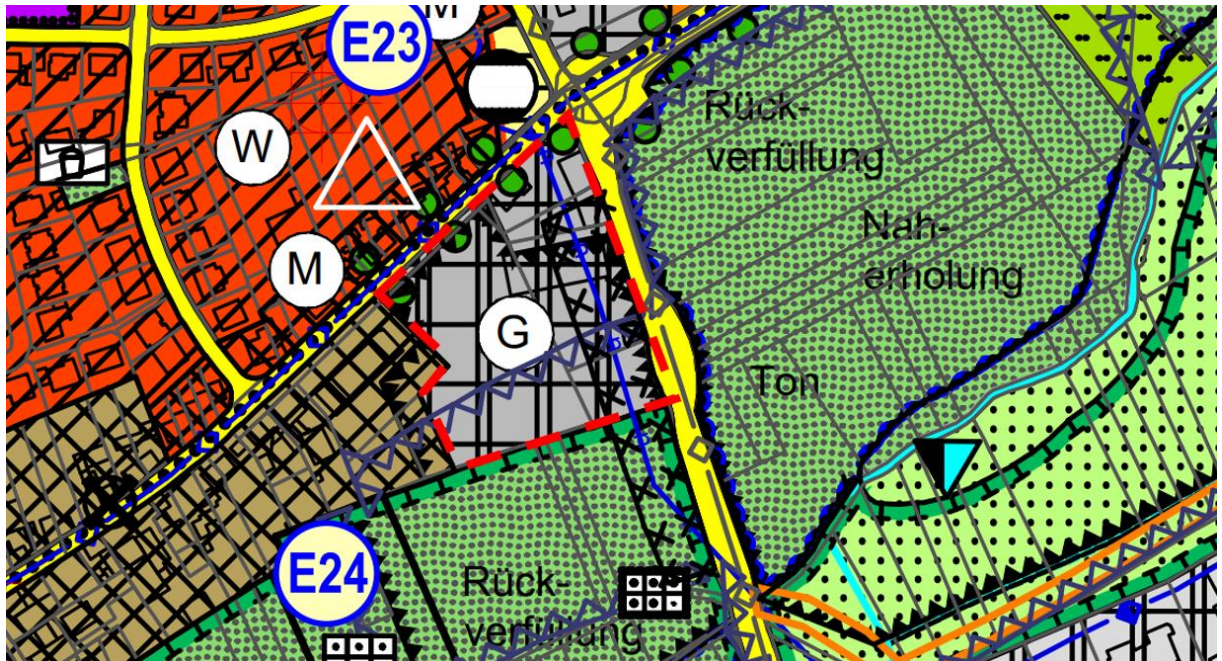 E23
M
W
Rück-
verfüllung
Nah-
erholung
M
G
Ton
E24
Rück-
verfüllung